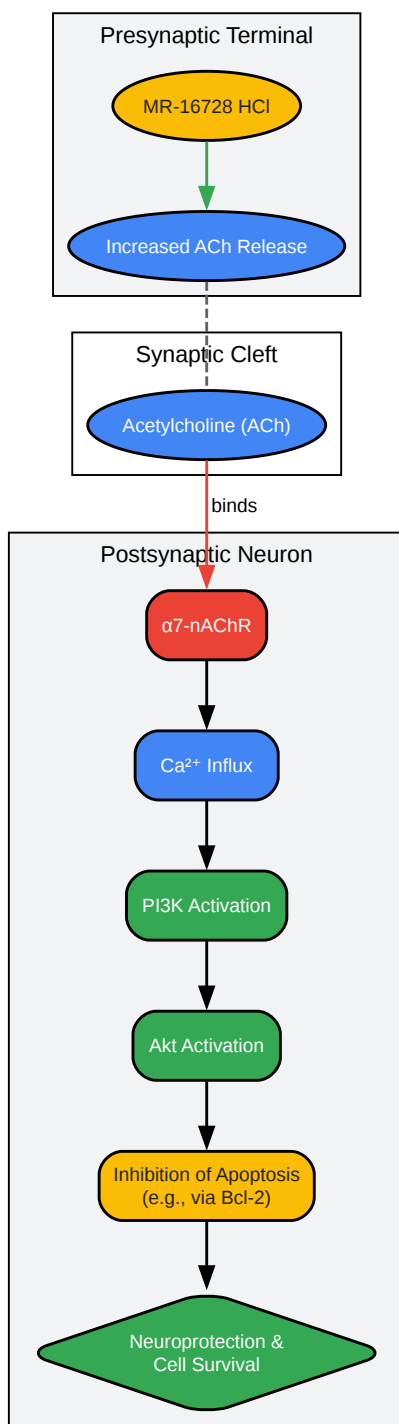 Presynaptic Terminal
MR-16728 HCl
Increased ACh Release
Synaptic Cleft
Acetylcholine (ACh)
binds
Postsynaptic Neuron
α7-nAChR
Ca²⁺ Influx
PI3K Activation
Akt Activation
Inhibition of Apoptosis
(e.g., via Bcl-2)
Neuroprotection &
Cell Survival